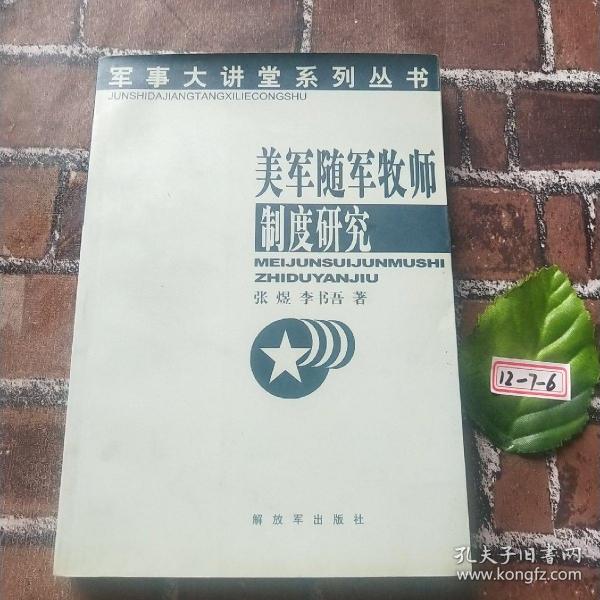 军事大讲堂系列丛书
JUNSHIDAJIANGTANGXILIECONGSHU
美军随军牧师
制度研究
MEIJUNSUIJUNMUSHI
ZHIDUYANJIU
张煜 李书吾 著
12-7-6
解放军出版社
孔夫子旧书网
www.kongfz.com